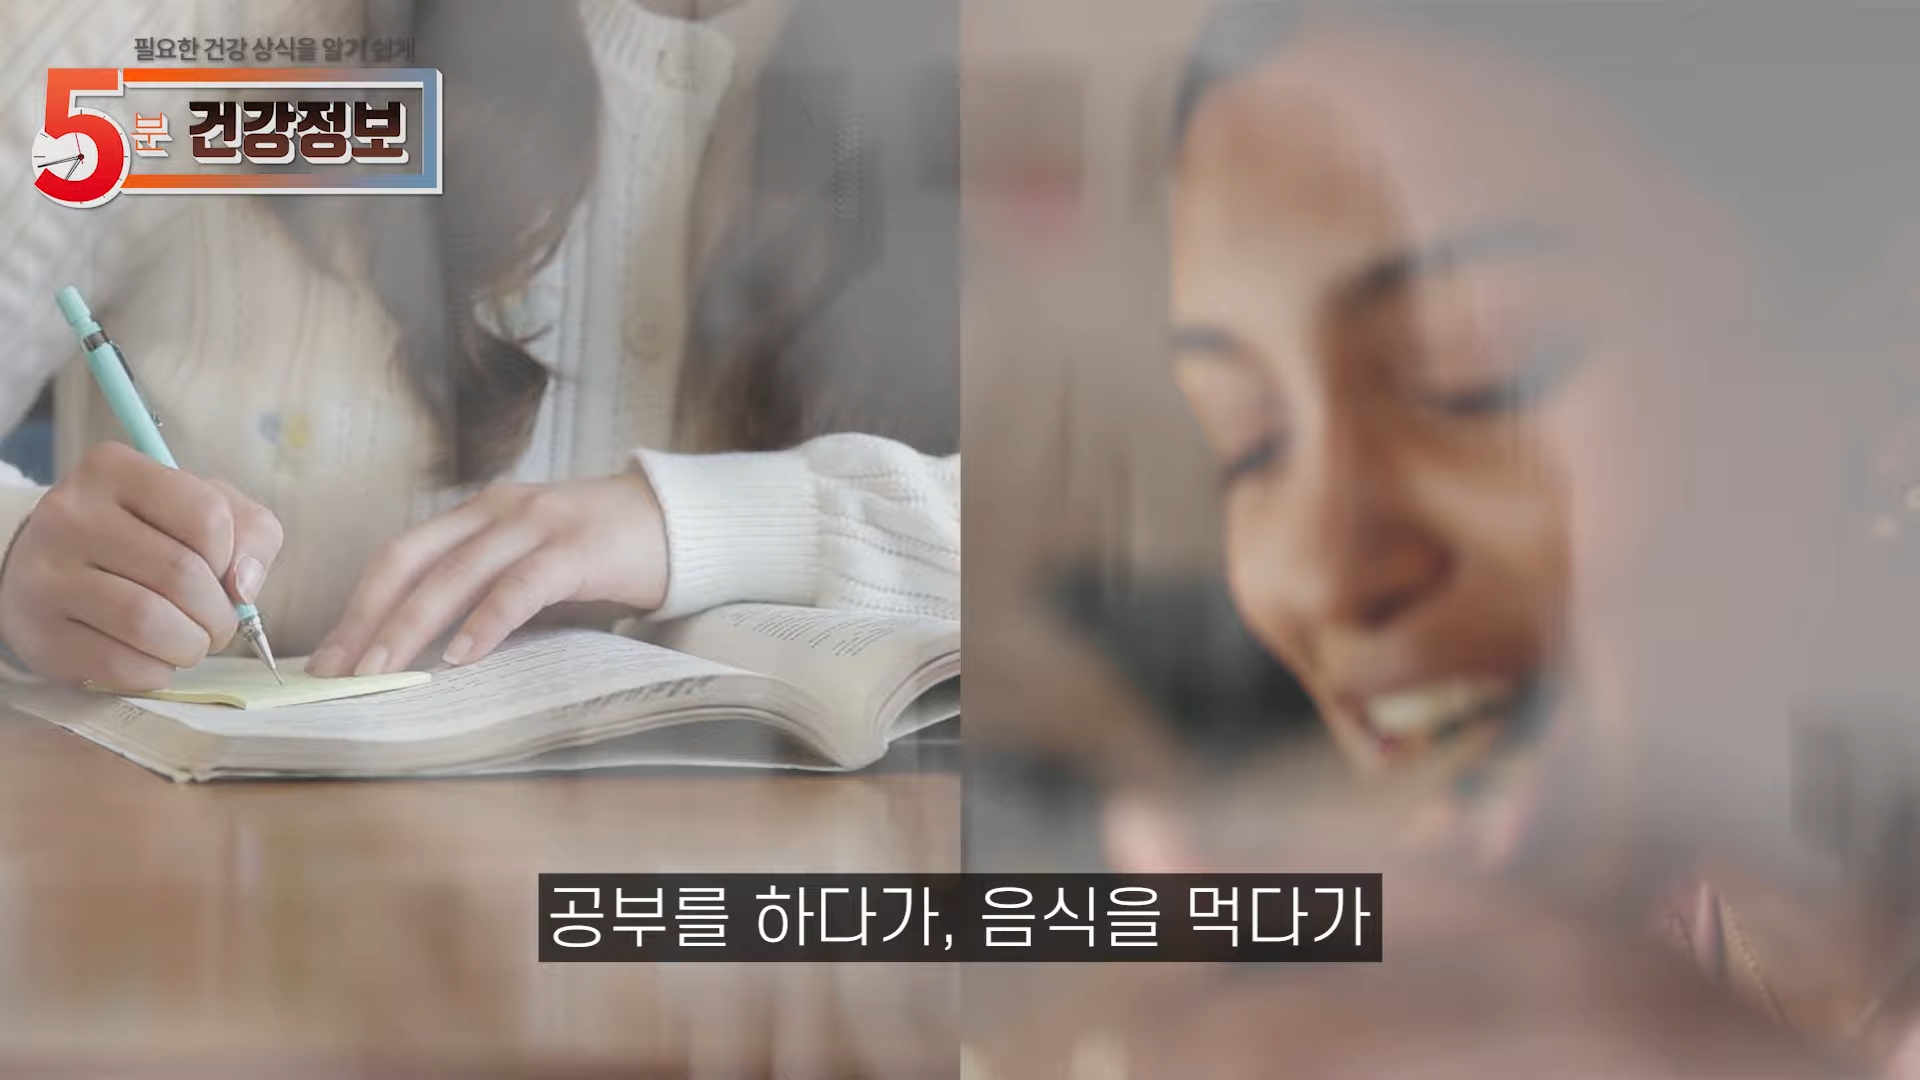 필요한 건강 상식을 알기 쉽게
5분 건강정보
공부를 하다가, 음식을 먹다가